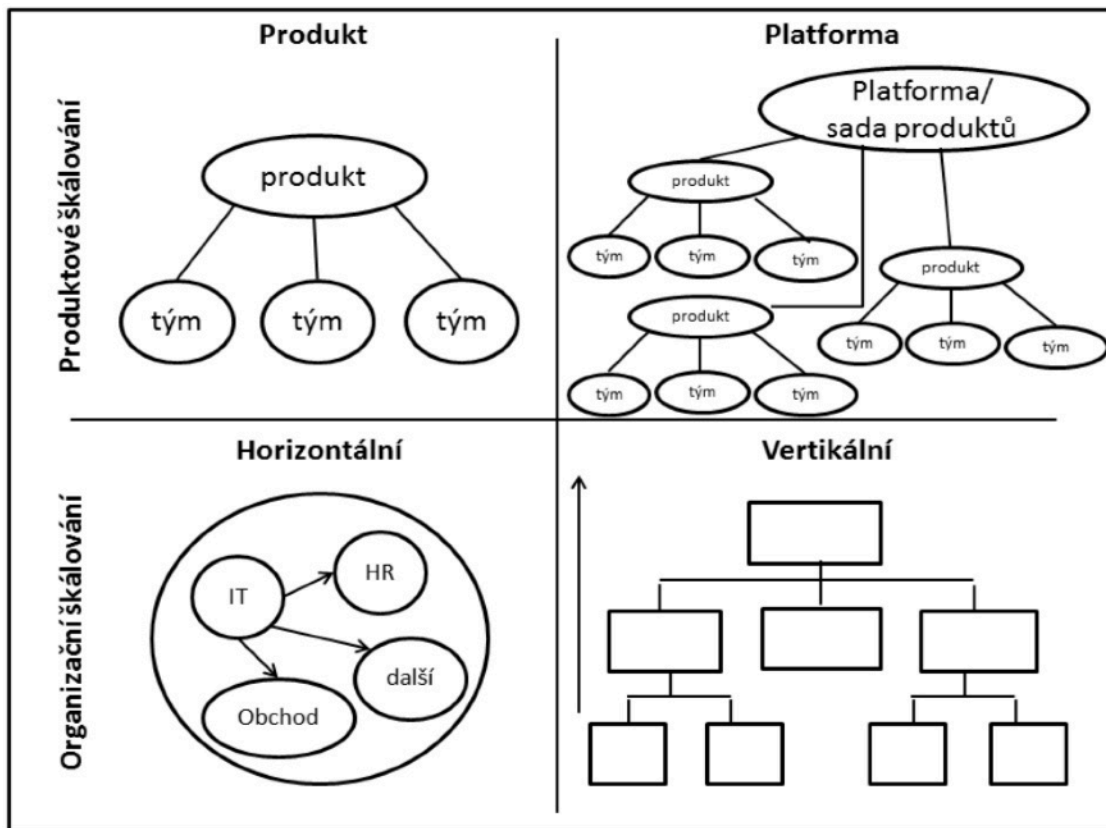 Produkt
Platforma
Produktové škálování
produkt
tým
tým
tým
Platforma/
sada produktů
produkt
tým
tým
tým
produkt
tým
tým
tým
produkt
tým
tým
tým
Organizační škálování
Horizontální
Vertikální
IT
HR
další
Obchod